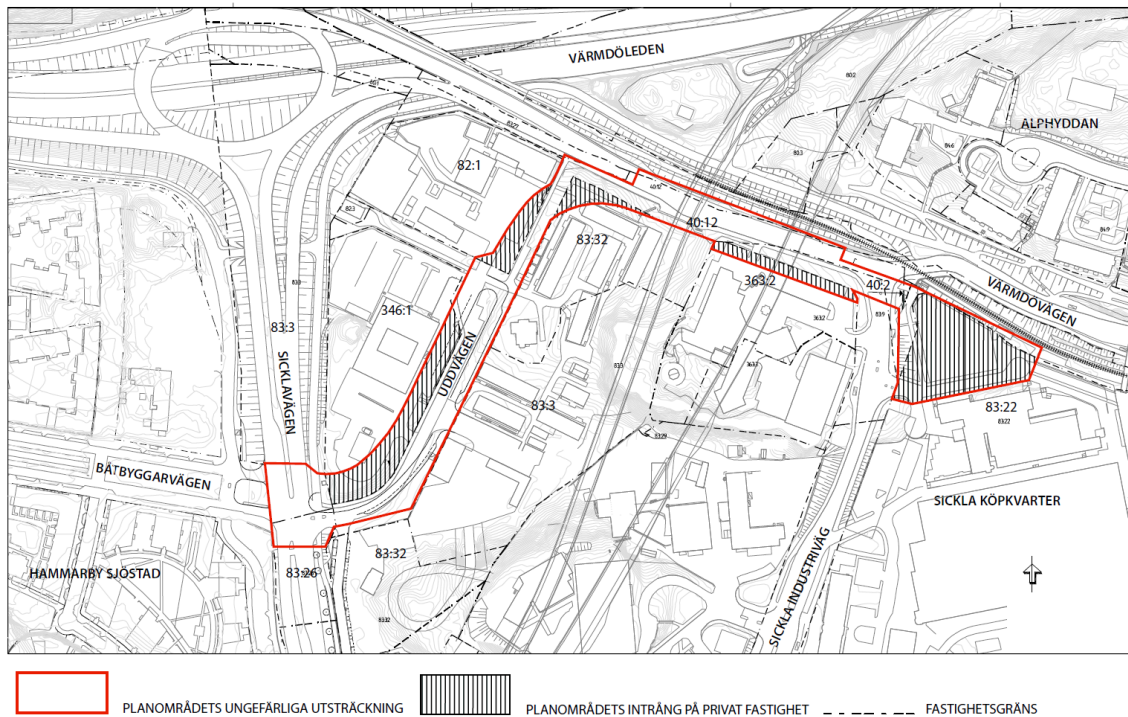 VÄRMDÖLEDEN
ALPHYDDAN
82:1
40:12
83:32
363:2
40:2
VÄRMDÖVÄGEN
346:1
83:3
SICKLAVÄGEN
UDDVÄGEN
83:3
83:22
BÅTBYGGARVÄGEN
SICKLA KÖPKVARTER
83:32
83:26
HAMMARBY SJÖSTAD
SICKLA INDUSTRIVÄG
PLANOMRÅDETS UNGEFÄRLIGA UTSTRÄCKNING
PLANOMRÅDETS INTRÅNG PÅ PRIVAT FASTIGHET
FASTIGHETSGRÄNS